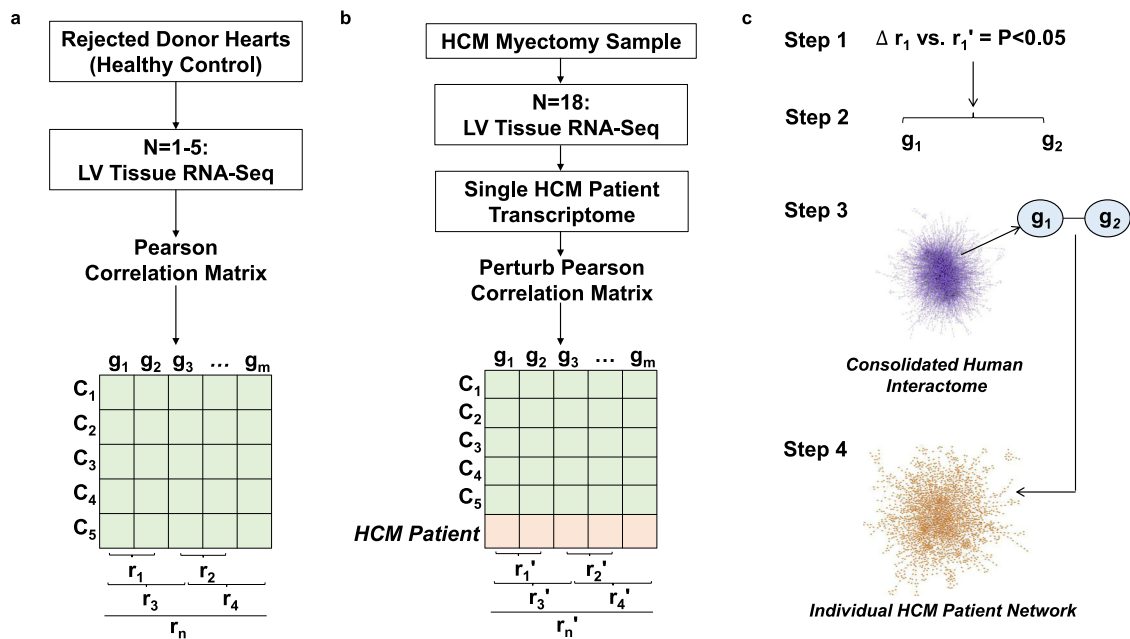 a
Rejected Donor Hearts
(Healthy Control)
N=1-5:
LV Tissue RNA-Seq
Pearson
Correlation Matrix
g1 g2 g3 ... gm
C1
C2
C3
C4
C5
r1 r2
r3 r4
rn
b
HCM Myectomy Sample
N=18:
LV Tissue RNA-Seq
Single HCM Patient
Transcriptome
Perturb Pearson
Correlation Matrix
g1 g2 g3 ... gm
C1
C2
C3
C4
C5
HCM Patient
r1' r2'
r3' r4'
rn'
c
Step 1 Δ r1 vs. r1' = P<0.05
Step 2
g1 g2
Step 3
g1 g2
Consolidated Human
Interactome
Step 4
Individual HCM Patient Network